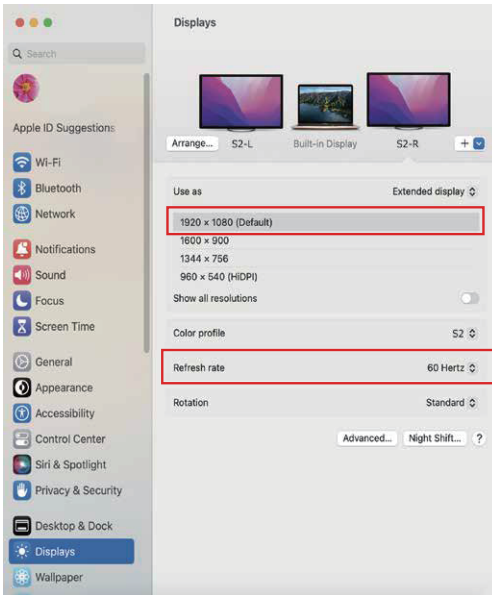 Displays
Search
Apple ID Suggestions
Wi-Fi
Bluetooth
Network
Notifications
Sound
Focus
Screen Time
General
Appearance
Accessibility
Control Center
Siri & Spotlight
Privacy & Security
Desktop & Dock
Displays
Wallpaper
Arrange... S2-L Built-in Display S2-R +
Use as Extended display
1920 × 1080 (Default)
1600 × 900
1344 × 756
960 × 540 (HiDPI)
Show all resolutions
Color profile S2
Refresh rate 60 Hertz
Rotation Standard
Advanced... Night Shift... ?